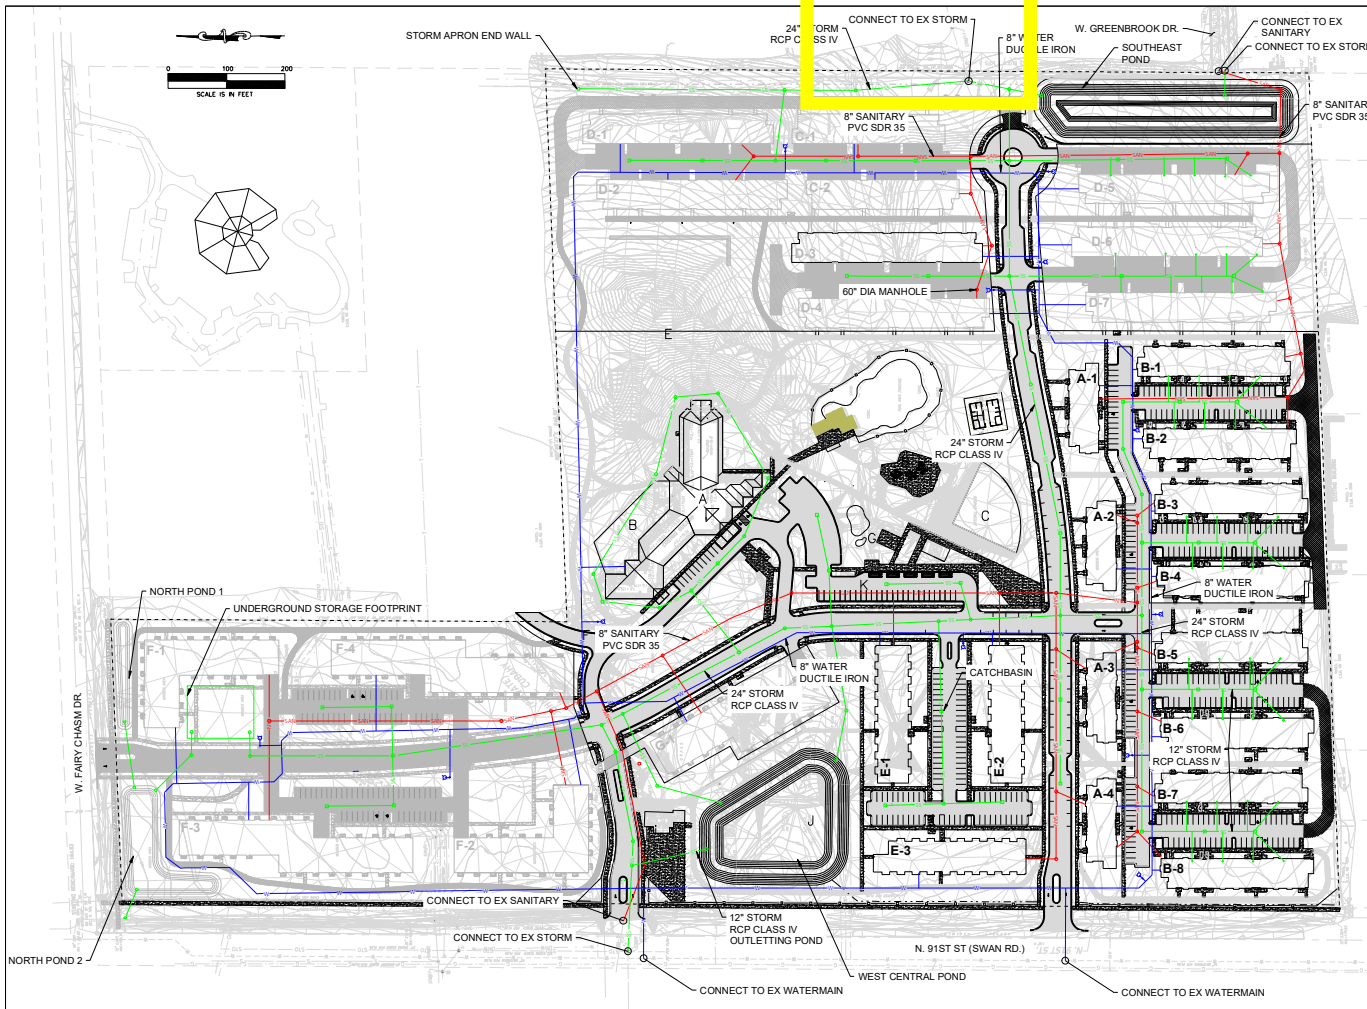 STORM APRON END WALL
24" STORM
RCP CLASS IV
CONNECT TO EX STORM
8" WATER
DUCTILE IRON
W. GREENBROOK DR.
SOUTHEAST
POND
CONNECT TO EX
SANITARY
CONNECT TO EX STORM
0 100 200
SCALE IS IN FEET
8" SANITARY
PVC SDR 35
8" SANITARY
PVC SDR 35
D-1
C-1
D-2
C-2
D-5
D-3
D-6
D-4
60" DIA MANHOLE
D-7
E
A-1
B-1
24" STORM
RCP CLASS IV
B-2
A
B
C
A-2
B-3
G
B-4
K
8" WATER
DUCTILE IRON
NORTH POND 1
UNDERGROUND STORAGE FOOTPRINT
8" SANITARY
PVC SDR 35
24" STORM
RCP CLASS IV
F-1
F-4
8" WATER
DUCTILE IRON
A-3
B-5
24" STORM
RCP CLASS IV
CATCHBASIN
W. FAIRY CHASM DR.
G
B-6
12" STORM
RCP CLASS IV
E-1
E-2
A-4
B-7
F-3
F-2
J
E-3
B-8
CONNECT TO EX SANITARY
12" STORM
RCP CLASS IV
OUTLETTING POND
CONNECT TO EX STORM
N. 91ST ST (SWAN RD.)
N. 91ST ST.
NORTH POND 2
WEST CENTRAL POND
CONNECT TO EX WATERMAIN
CONNECT TO EX WATERMAIN